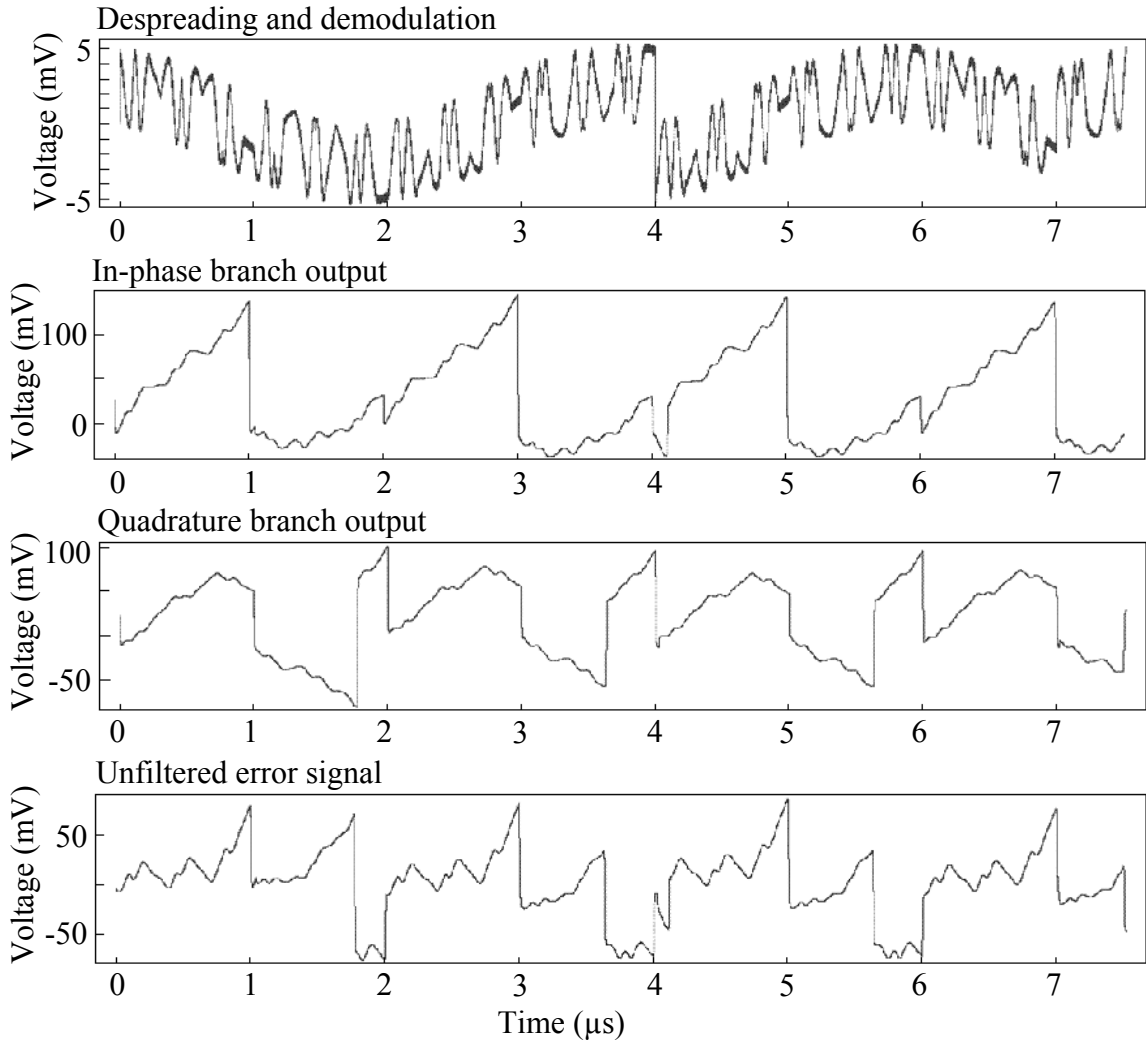 Despreading and demodulation
Voltage (mV)
5
-5
0 1 2 3 4 5 6 7
In-phase branch output
Voltage (mV)
100
0
0 1 2 3 4 5 6 7
Quadrature branch output
Voltage (mV)
100
-50
0 1 2 3 4 5 6 7
Unfiltered error signal
Voltage (mV)
50
-50
0 1 2 3 4 5 6 7
Time (µs)